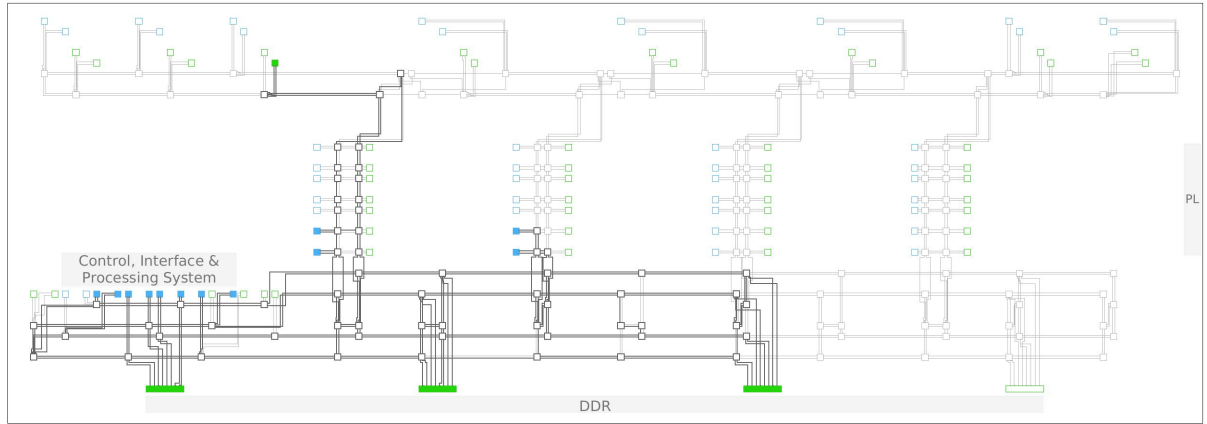 PL
Control, Interface &
Processing System
DDR